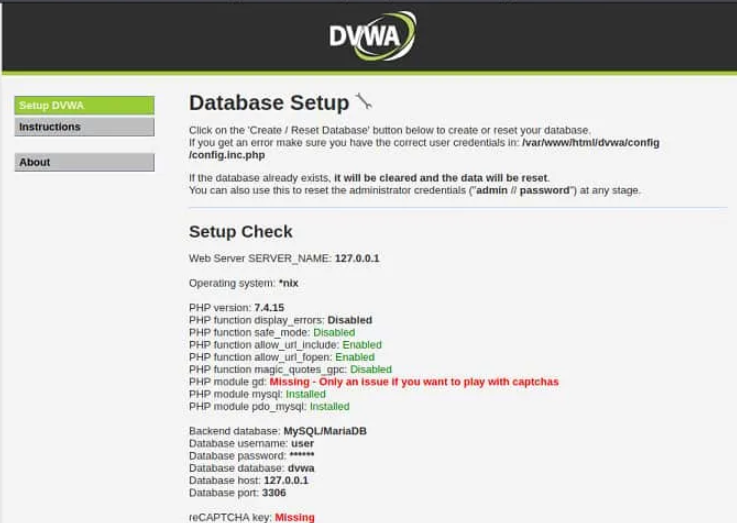 DVWA
Setup DVWA
Instructions
About
Database Setup
Click on the 'Create / Reset Database' button below to create or reset your database.
If you get an error make sure you have the correct user credentials in: /var/www/html/dvwa/config
/config.inc.php
If the database already exists, it will be cleared and the data will be reset.
You can also use this to reset the administrator credentials ("admin // password") at any stage.
Setup Check
Web Server SERVER_NAME: 127.0.0.1
Operating system: *nix
PHP version: 7.4.15
PHP function display_errors: Disabled
PHP function safe_mode: Disabled
PHP function allow_url_include: Enabled
PHP function allow_url_fopen: Enabled
PHP function magic_quotes_gpc: Disabled
PHP module gd: Missing - Only an issue if you want to play with captchas
PHP module mysql: Installed
PHP module pdo_mysql: Installed
Backend database: MySQL/MariaDB
Database username: user
Database password: ******
Database database: dvwa
Database host: 127.0.0.1
Database port: 3306
reCAPTCHA key: Missing